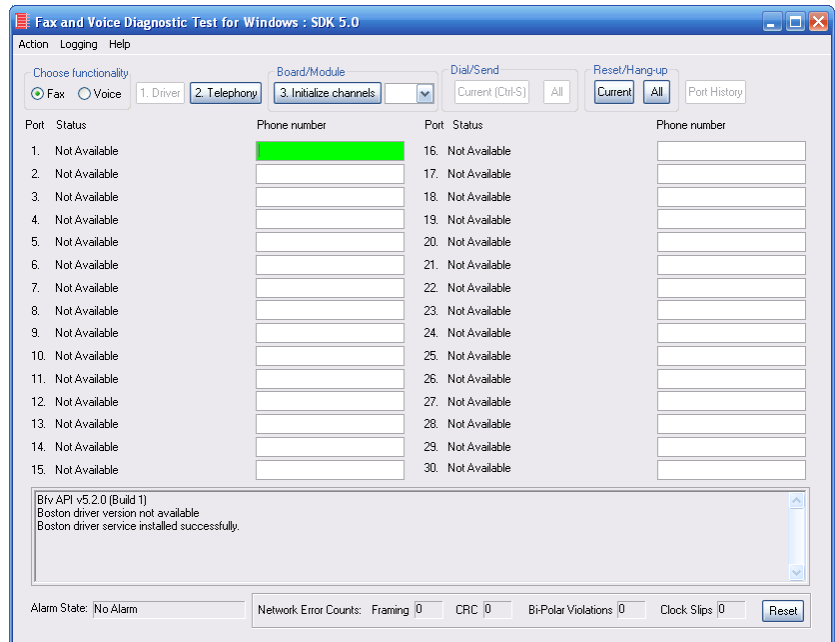 Fax and Voice Diagnostic Test for Windows : SDK 5.0
Action Logging Help
Choose functionality Board/Module Dial/Send Reset/Hang-up
Fax Voice 1. Driver 2. Telephony 3. Initialize channels Current (Ctrl-S) All Current All Port History
Port Status Phone number Port Status Phone number
1. Not Available 16. Not Available
2. Not Available 17. Not Available
3. Not Available 18. Not Available
4. Not Available 19. Not Available
5. Not Available 20. Not Available
6. Not Available 21. Not Available
7. Not Available 22. Not Available
8. Not Available 23. Not Available
9. Not Available 24. Not Available
10. Not Available 25. Not Available
11. Not Available 26. Not Available
12. Not Available 27. Not Available
13. Not Available 28. Not Available
14. Not Available 29. Not Available
15. Not Available 30. Not Available
Bfv API v5.2.0 (Build 1)
Boston driver version not available
Boston driver service installed successfully.
Alarm State: No Alarm Network Error Counts: Framing 0 CRC 0 Bi-Polar Violations 0 Clock Slips 0 Reset